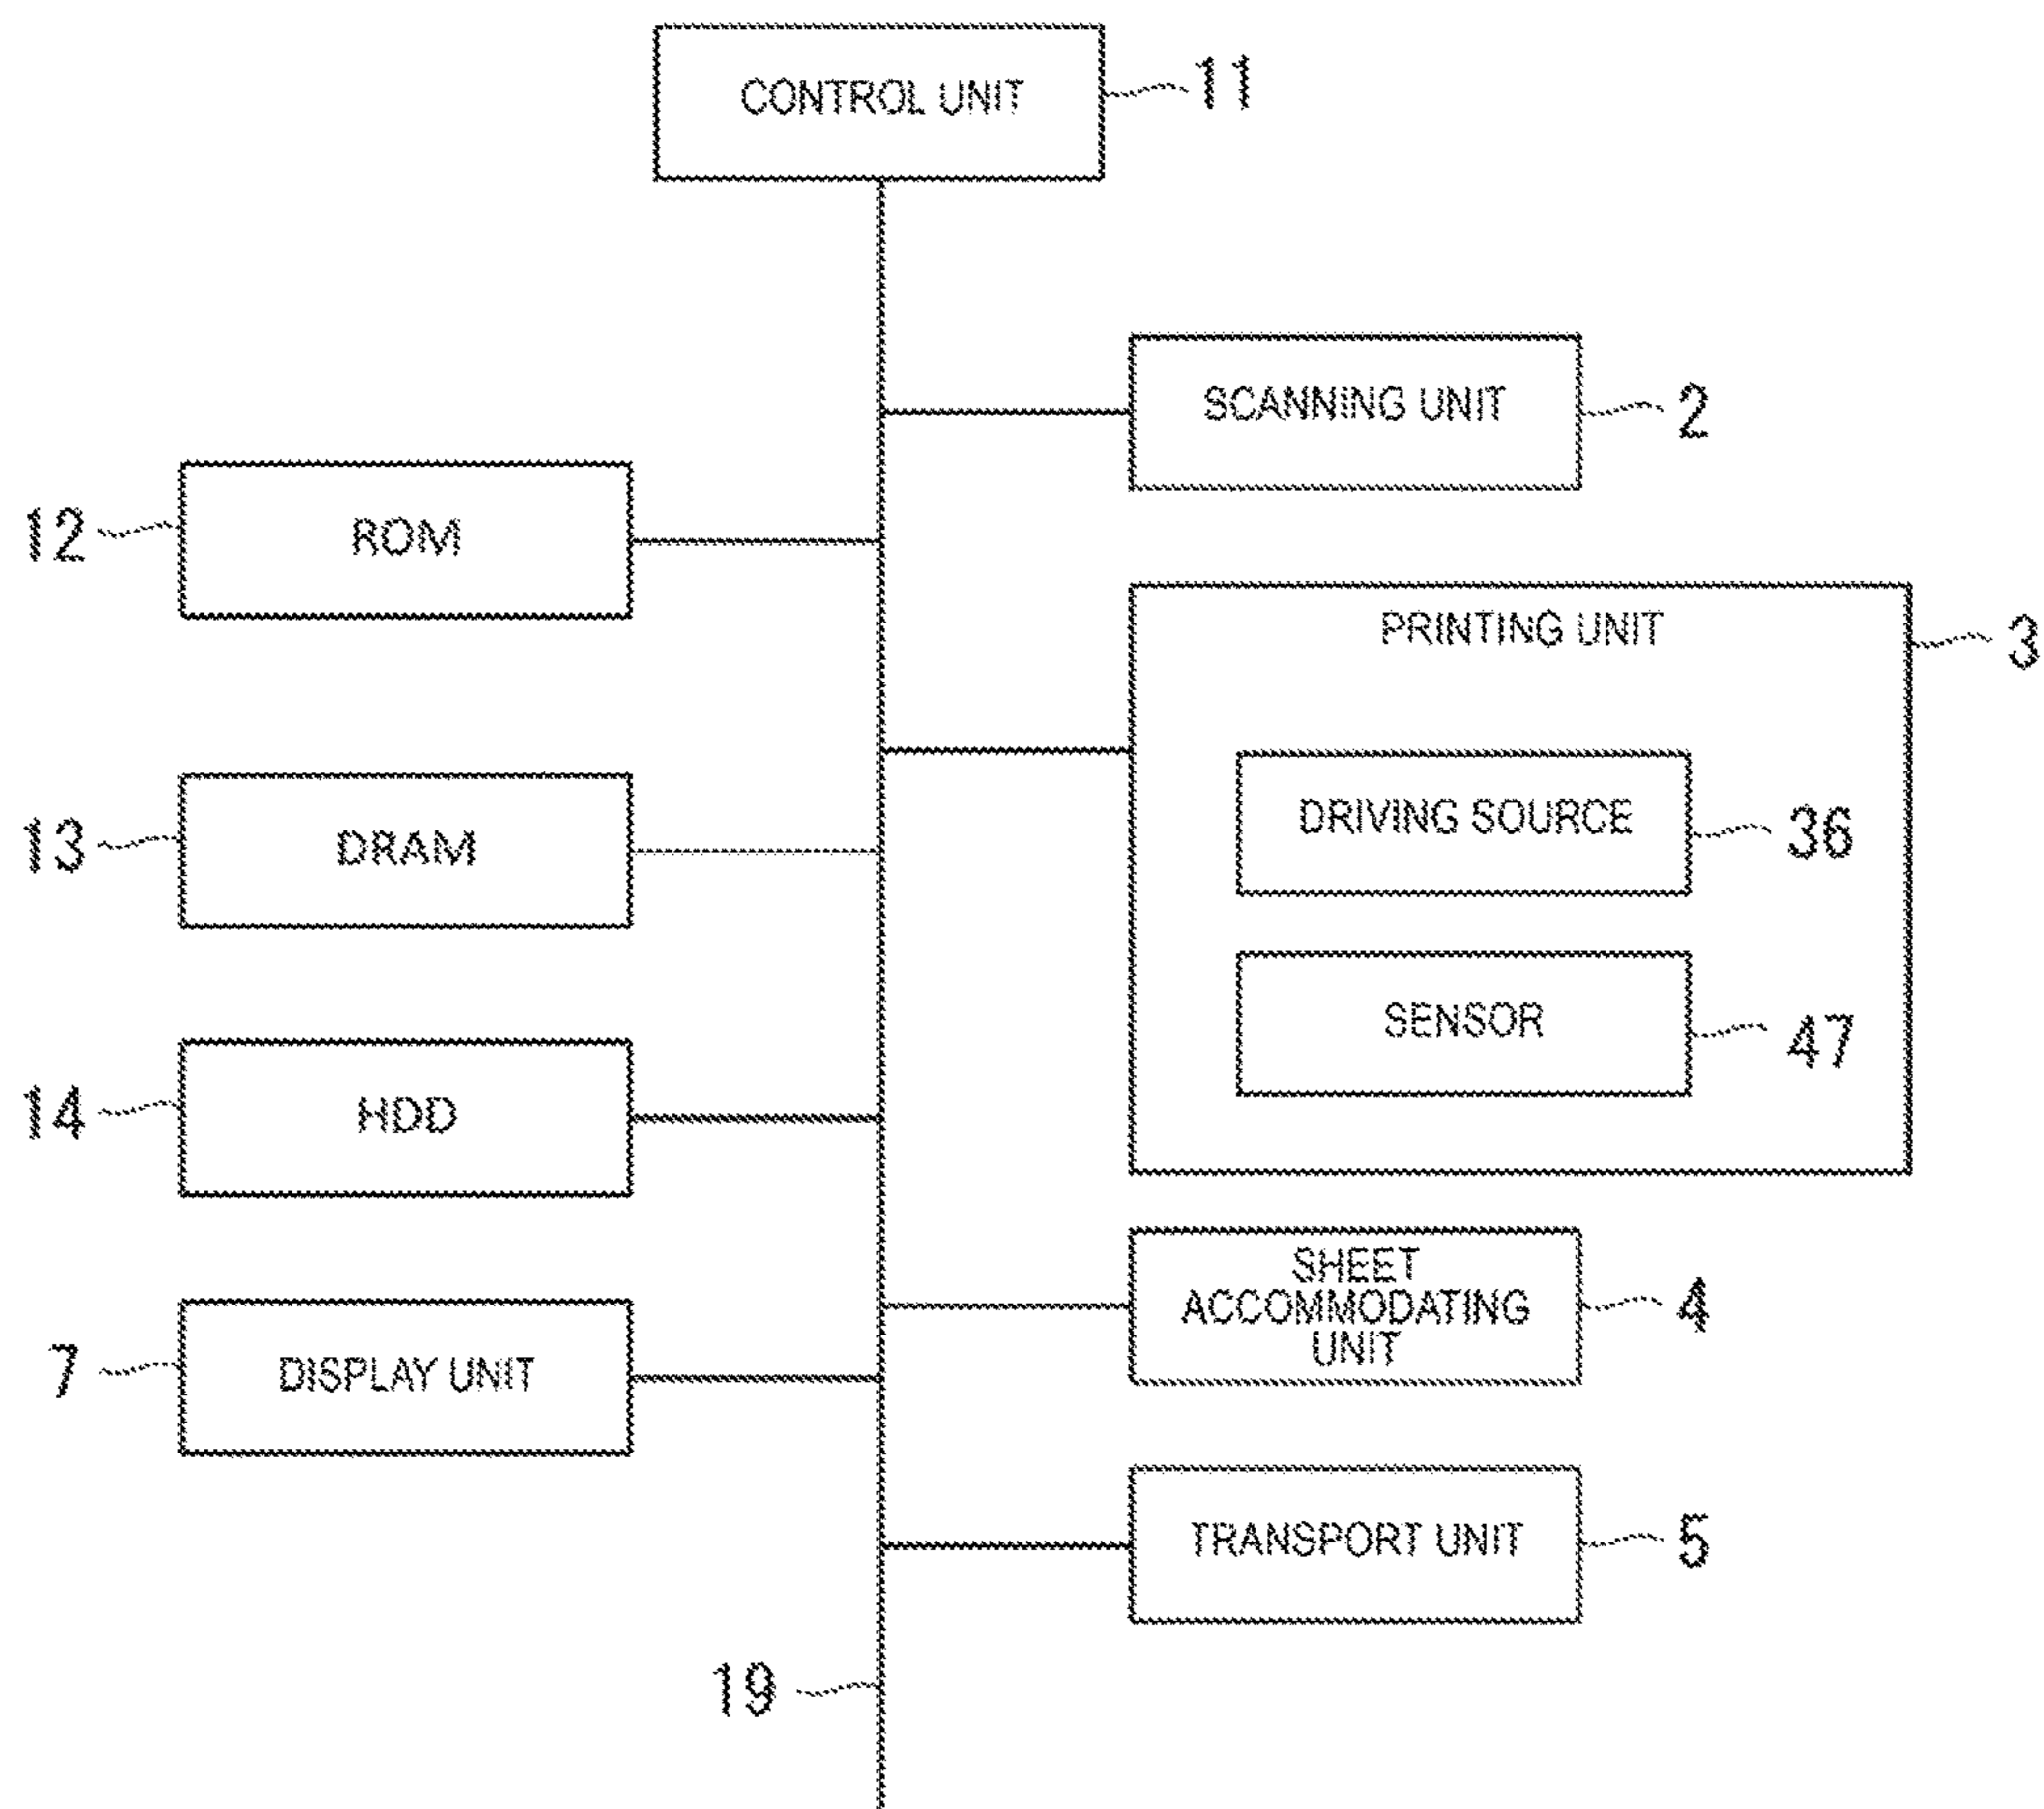 CONTROL UNIT
11
SCANNING UNIT
2
12
ROM
PRINTING UNIT
3
DRIVING SOURCE
36
13
DRAM
SENSOR
47
14
HDD
SHEET
ACCOMMODATING
UNIT
4
7
DISPLAY UNIT
TRANSPORT UNIT
5
19